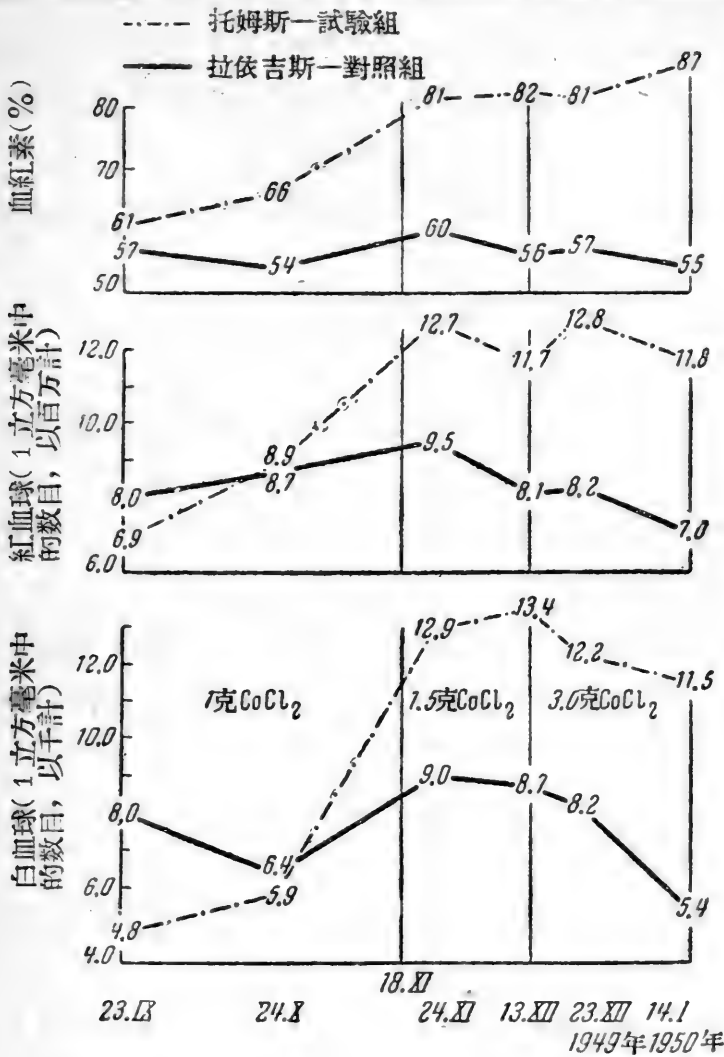 托姆斯一試驗組
拉依吉斯一對照組
血紅素(%)
80
70
50
61 66 81 82 81 87
57 54 60 56 57 55
紅血球(1立方毫米中
的数目，以百万計)
12.0
10.0
8.0
6.0
6.9 8.9 12.7 11.7 12.8 11.8
8.7 9.5 8.1 8.2 7.0
白血球(1立方毫米中
的数目，以千計)
12.0
10.0
8.0
6.0
4.0
1克CoCl₂ 1.5克CoCl₂ 3.0克CoCl₂
4.8 5.9 12.9 13.4 12.2 11.5
6.4 9.0 8.7 8.2 5.4
18.XI
23.IX 24.X 24.XI 13.XII 23.XII 14.I
1949年1950年